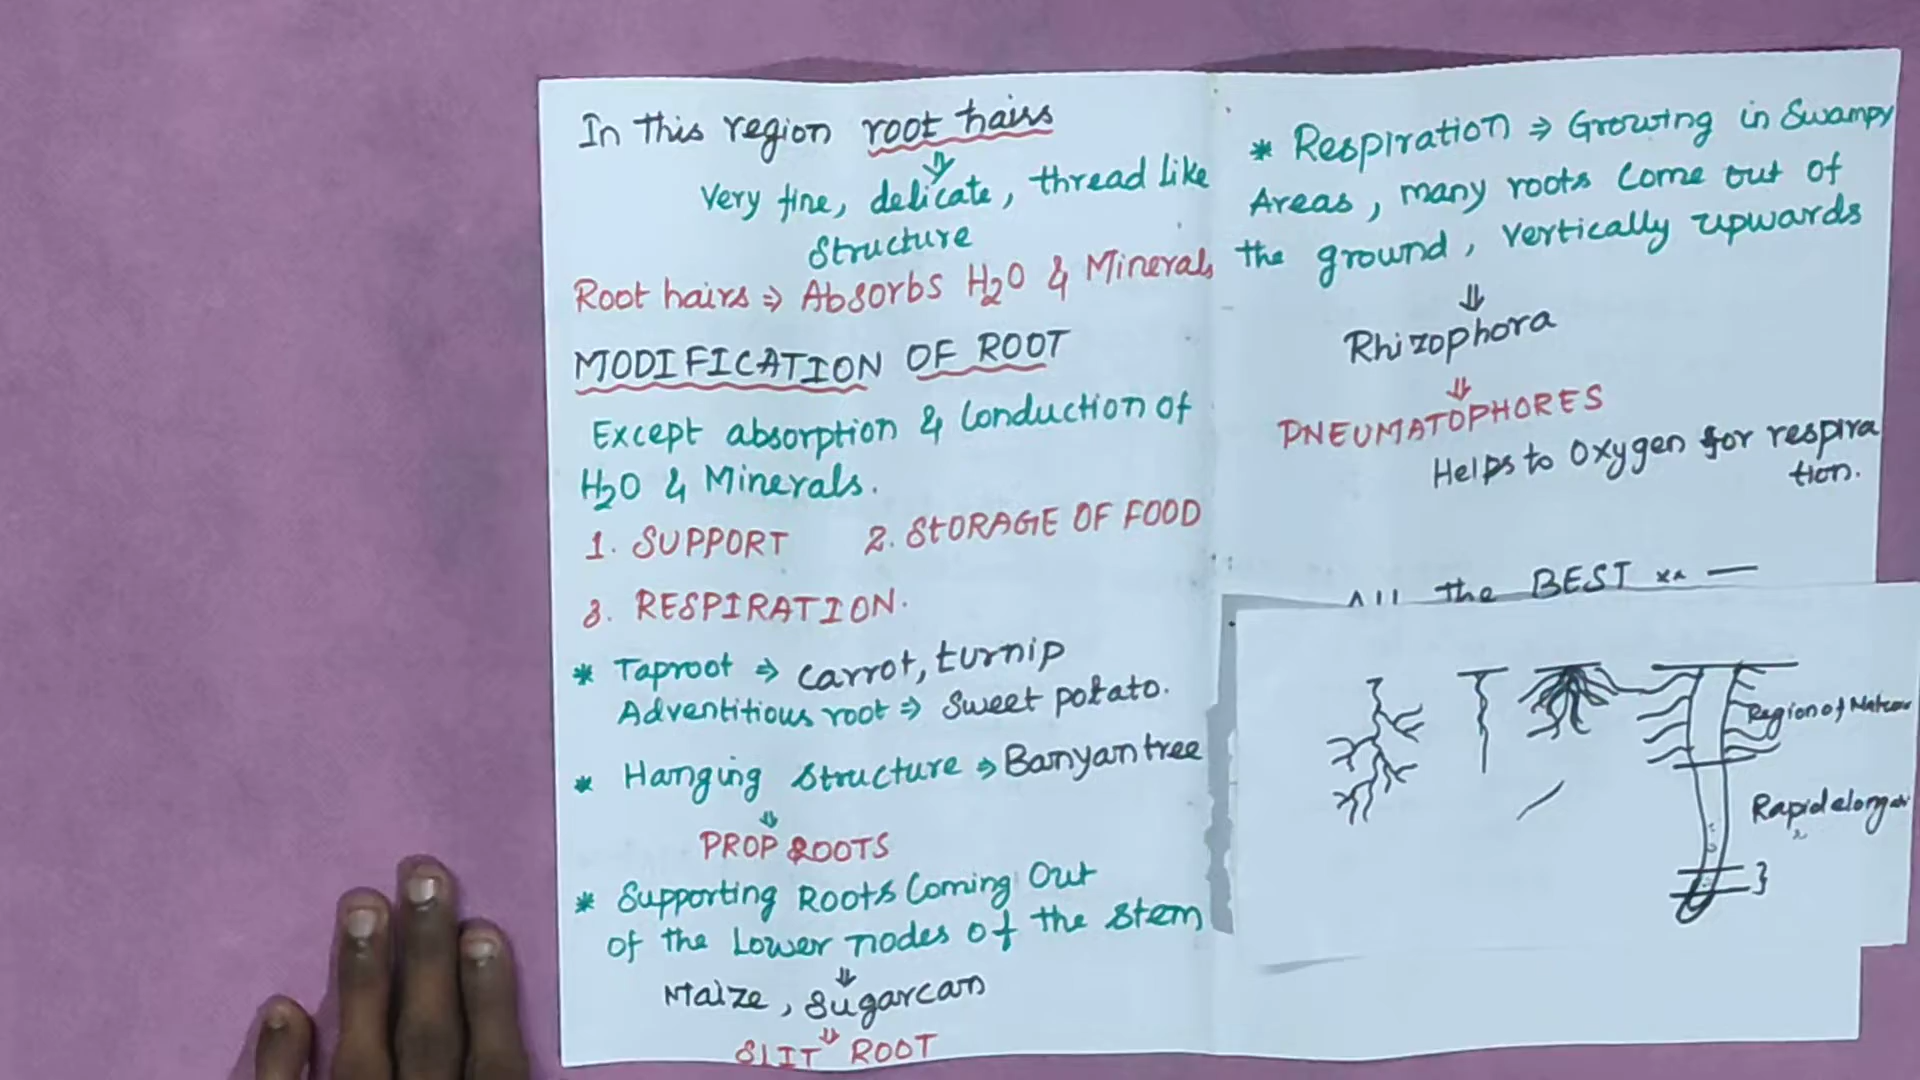 In this region root hairs
⇓
Very fine, delicate, thread like
Structure
Root hairs ⇒ Absorbs H2O & Minerals
MODIFICATION OF ROOT
Except absorption & Conduction of
H2O & Minerals.
1. SUPPORT 2. StORAGE OF FOOD
3. RESPIRATION.
* Taproot ⇒ carrot, turnip
Adventitious root ⇒ Sweet potato.
* Hanging Structure ⇒ Banyan tree
⇓
PROP ROOTS
* Supporting Roots Coming Out
of the Lower nodes of the Stem
⇓
Maize, Sugarcan
⇓
SLIT ROOT
* Respiration ⇒ Growing in Swampy
Areas, many roots Come out of
the ground, Vertically upwards
⇓
Rhizophora
⇓
PNEUMATOPHORES
Helps to Oxygen for respira
tion.
All the BEST
Region of
Rapid